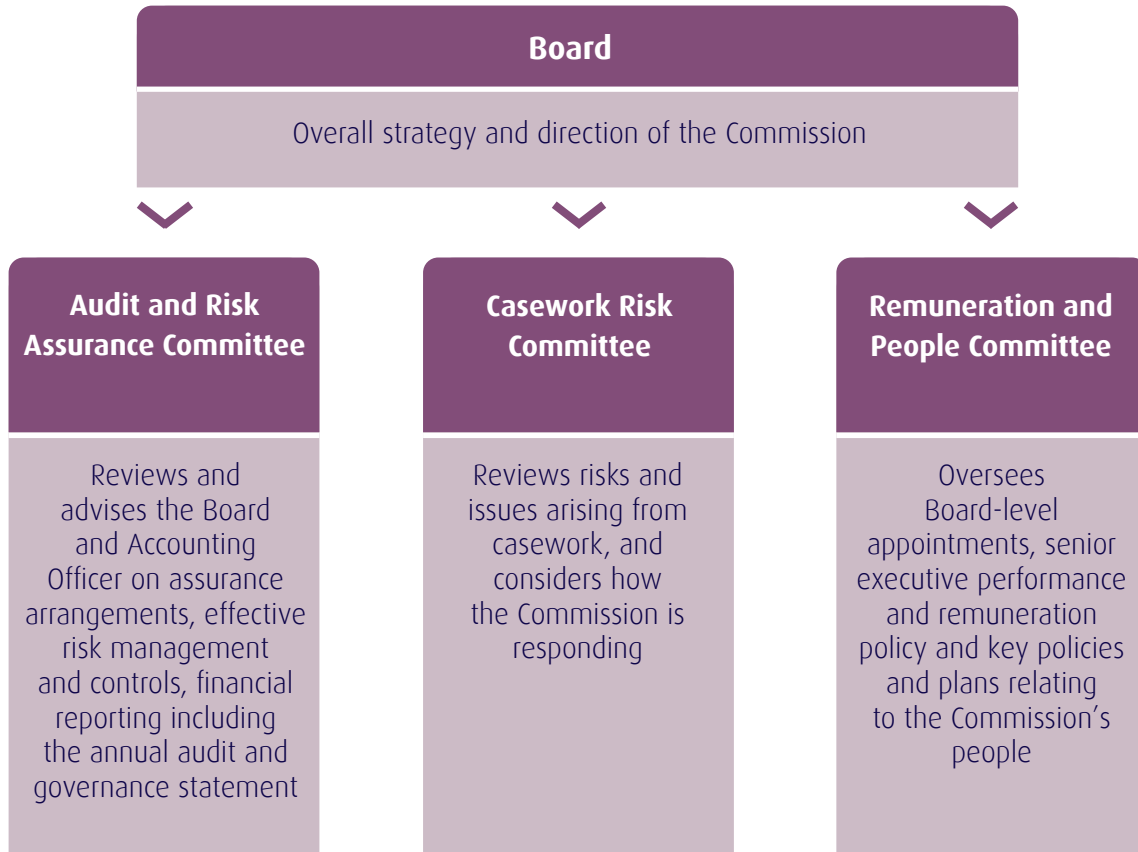 Board
Overall strategy and direction of the Commission
Audit and Risk
Assurance Committee
Reviews and
advises the Board
and Accounting
Officer on assurance
arrangements, effective
risk management
and controls, financial
reporting including
the annual audit and
governance statement
Casework Risk
Committee
Reviews risks and
issues arising from
casework, and
considers how
the Commission is
responding
Remuneration and
People Committee
Oversees
Board-level
appointments, senior
executive performance
and remuneration
policy and key policies
and plans relating
to the Commission’s
people